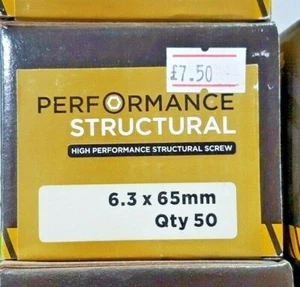 £7.50
PERFORMANCE
STRUCTURAL
HIGH PERFORMANCE STRUCTURAL SCREW
6.3 x 65mm
Qty 50